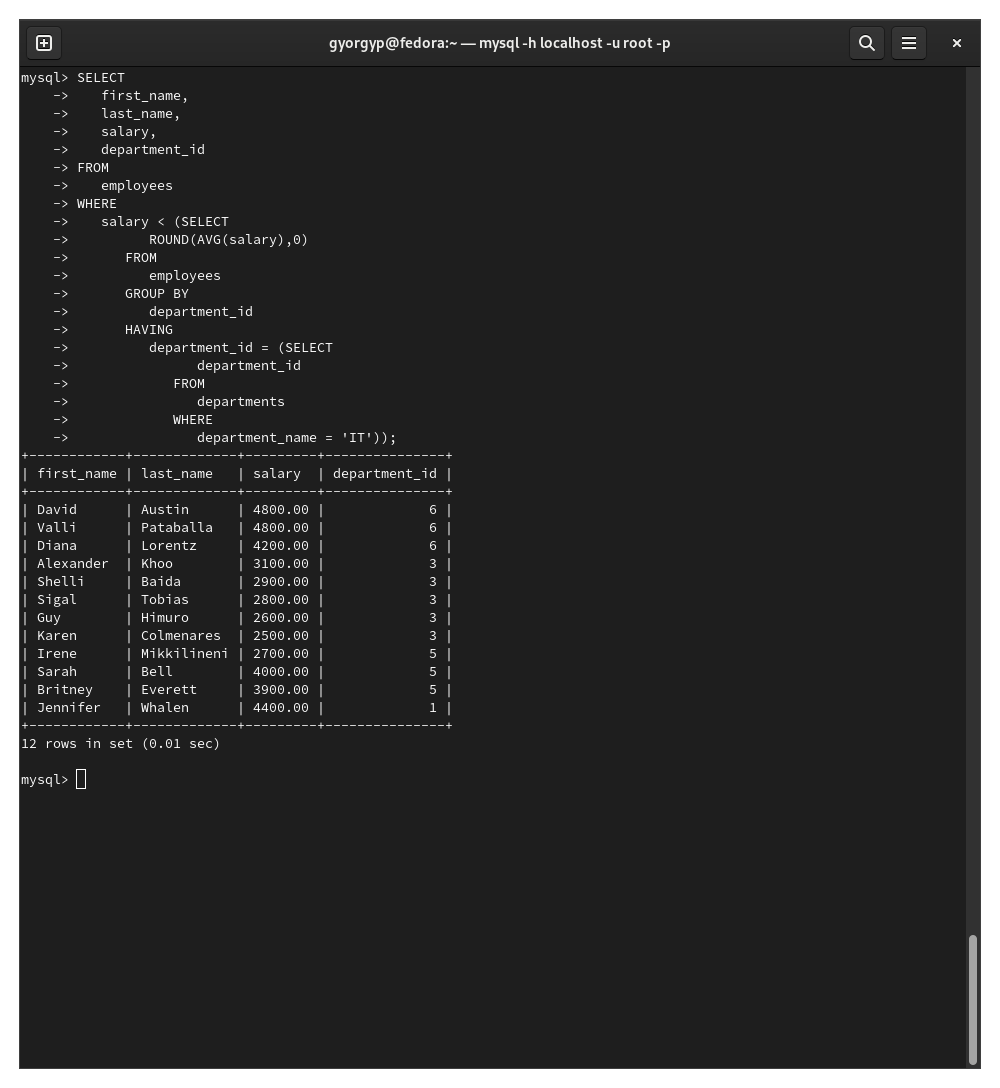 gyorgyp@fedora:~ — mysql -h localhost -u root -p
mysql> SELECT
    ->    first_name,
    ->    last_name,
    ->    salary,
    ->    department_id
    -> FROM
    ->    employees
    -> WHERE
    ->    salary < (SELECT
    ->          ROUND(AVG(salary),0)
    ->       FROM
    ->          employees
    ->       GROUP BY
    ->          department_id
    ->       HAVING
    ->          department_id = (SELECT
    ->                department_id
    ->             FROM
    ->                departments
    ->             WHERE
    ->                department_name = 'IT'));
+------------+-------------+---------+---------------+
| first_name | last_name   | salary  | department_id |
+------------+-------------+---------+---------------+
| David      | Austin      | 4800.00 |             6 |
| Valli      | Pataballa   | 4800.00 |             6 |
| Diana      | Lorentz     | 4200.00 |             6 |
| Alexander  | Khoo        | 3100.00 |             3 |
| Shelli     | Baida       | 2900.00 |             3 |
| Sigal      | Tobias      | 2800.00 |             3 |
| Guy        | Himuro      | 2600.00 |             3 |
| Karen      | Colmenares  | 2500.00 |             3 |
| Irene      | Mikkilineni | 2700.00 |             5 |
| Sarah      | Bell        | 4000.00 |             5 |
| Britney    | Everett     | 3900.00 |             5 |
| Jennifer   | Whalen      | 4400.00 |             1 |
+------------+-------------+---------+---------------+
12 rows in set (0.01 sec)
mysql>